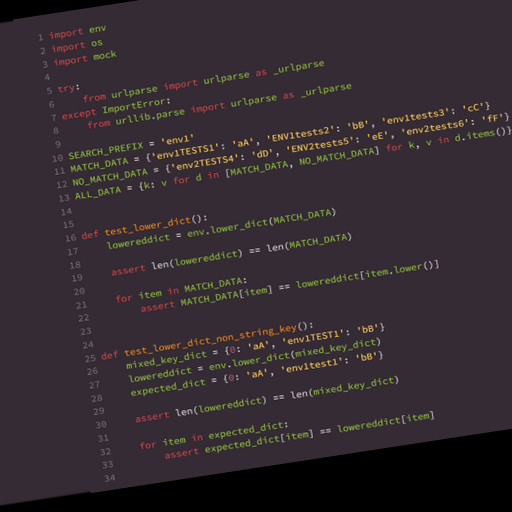 1 import env
2 import os
3 import mock
4
5 try:
6     from urlparse import urlparse as _urlparse
7 except ImportError:
8     from urllib.parse import urlparse as _urlparse
9
10 SEARCH_PREFIX = 'env1'
11 MATCH_DATA = {'env1TESTS1': 'aA', 'ENV1tests2': 'bB', 'env1tests3': 'cC'}
12 NO_MATCH_DATA = {'env2TESTS4': 'dD', 'ENV2tests5': 'eE', 'env2tests6': 'fF'}
13 ALL_DATA = {k: v for d in [MATCH_DATA, NO_MATCH_DATA] for k, v in d.items()}
14
15
16 def test_lower_dict():
17     lowereddict = env.lower_dict(MATCH_DATA)
18
19     assert len(lowereddict) == len(MATCH_DATA)
20
21     for item in MATCH_DATA:
22         assert MATCH_DATA[item] == lowereddict[item.lower()]
23
24
25 def test_lower_dict_non_string_key():
26     mixed_key_dict = {0: 'aA', 'env1TEST1': 'bB'}
27     lowereddict = env.lower_dict(mixed_key_dict)
28     expected_dict = {0: 'aA', 'env1test1': 'bB'}
29
30     assert len(lowereddict) == len(mixed_key_dict)
31
32     for item in expected_dict:
33         assert expected_dict[item] == lowereddict[item]
34